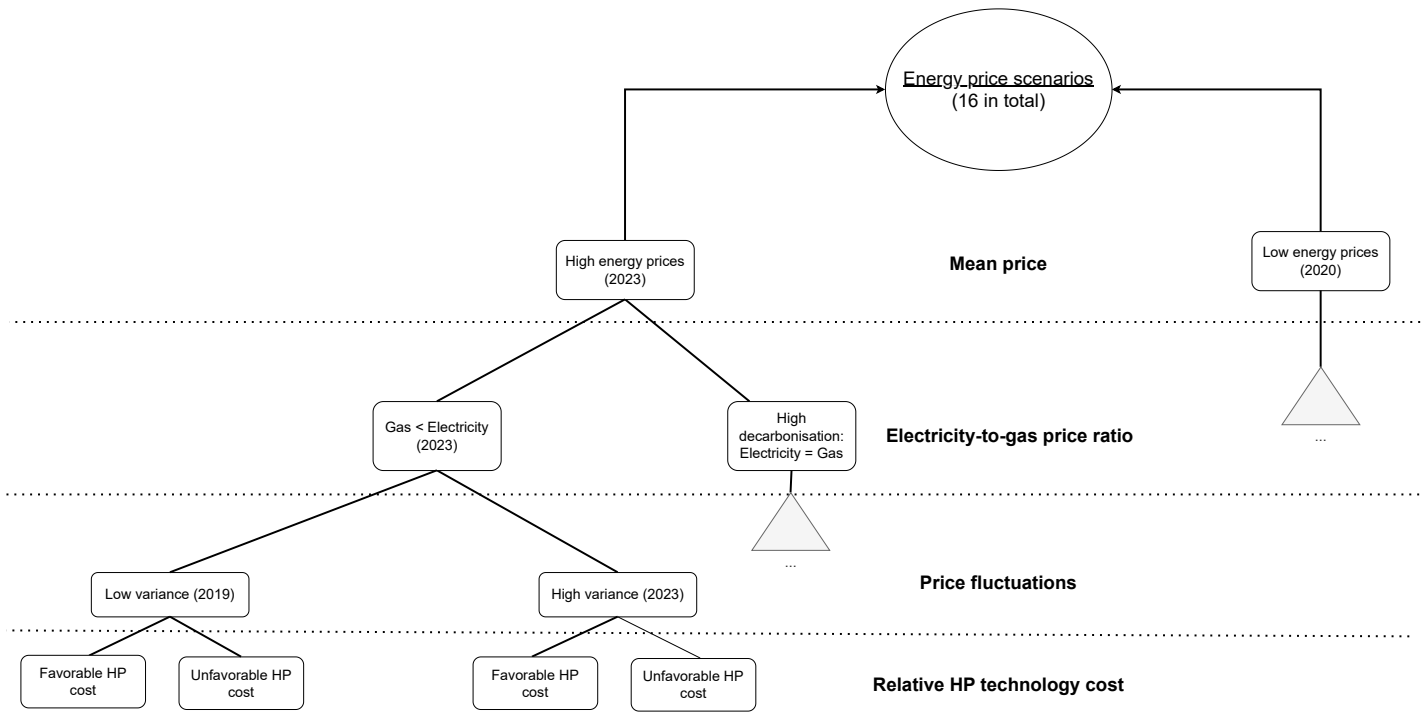 Energy price scenarios
(16 in total)
High energy prices
(2023)
Mean price
Low energy prices
(2020)
Gas < Electricity
(2023)
High
decarbonisation:
Electricity = Gas
Electricity-to-gas price ratio
...
...
Low variance (2019)
High variance (2023)
Price fluctuations
Favorable HP
cost
Unfavorable HP
cost
Favorable HP
cost
Unfavorable HP
cost
Relative HP technology cost